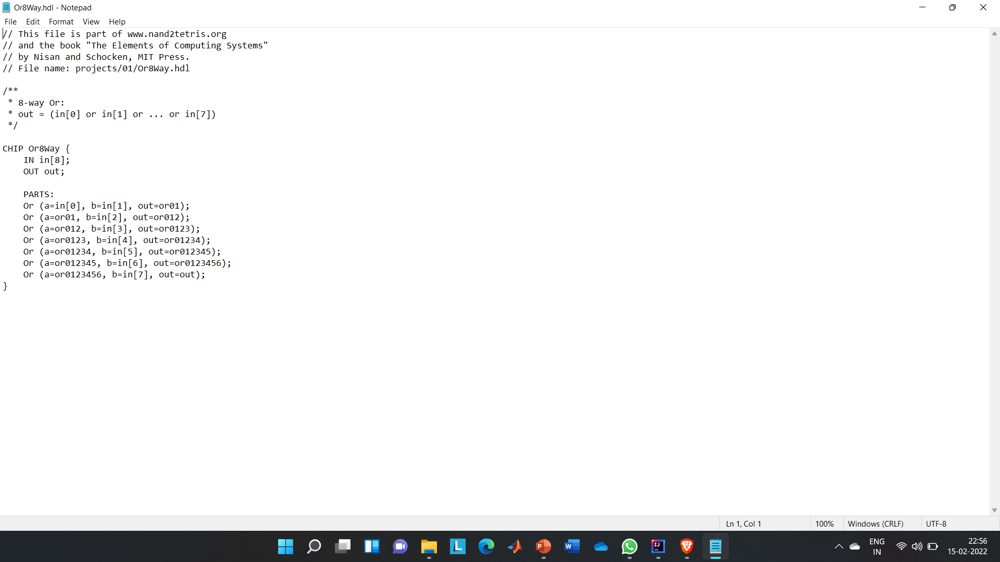 Or8Way.hdl - Notepad
File Edit Format View Help
// This file is part of www.nand2tetris.org
// and the book "The Elements of Computing Systems"
// by Nisan and Schocken, MIT Press.
// File name: projects/01/Or8Way.hdl
/**
 * 8-way Or:
 * out = (in[0] or in[1] or ... or in[7])
 */
CHIP Or8Way {
    IN in[8];
    OUT out;
    PARTS:
    Or (a=in[0], b=in[1], out=or01);
    Or (a=or01, b=in[2], out=or012);
    Or (a=or012, b=in[3], out=or0123);
    Or (a=or0123, b=in[4], out=or01234);
    Or (a=or01234, b=in[5], out=or012345);
    Or (a=or012345, b=in[6], out=or0123456);
    Or (a=or0123456, b=in[7], out=out);
}
Ln 1, Col 1 100% Windows (CRLF) UTF-8
L P W IJ
ENG 22:56
IN 15-02-2022